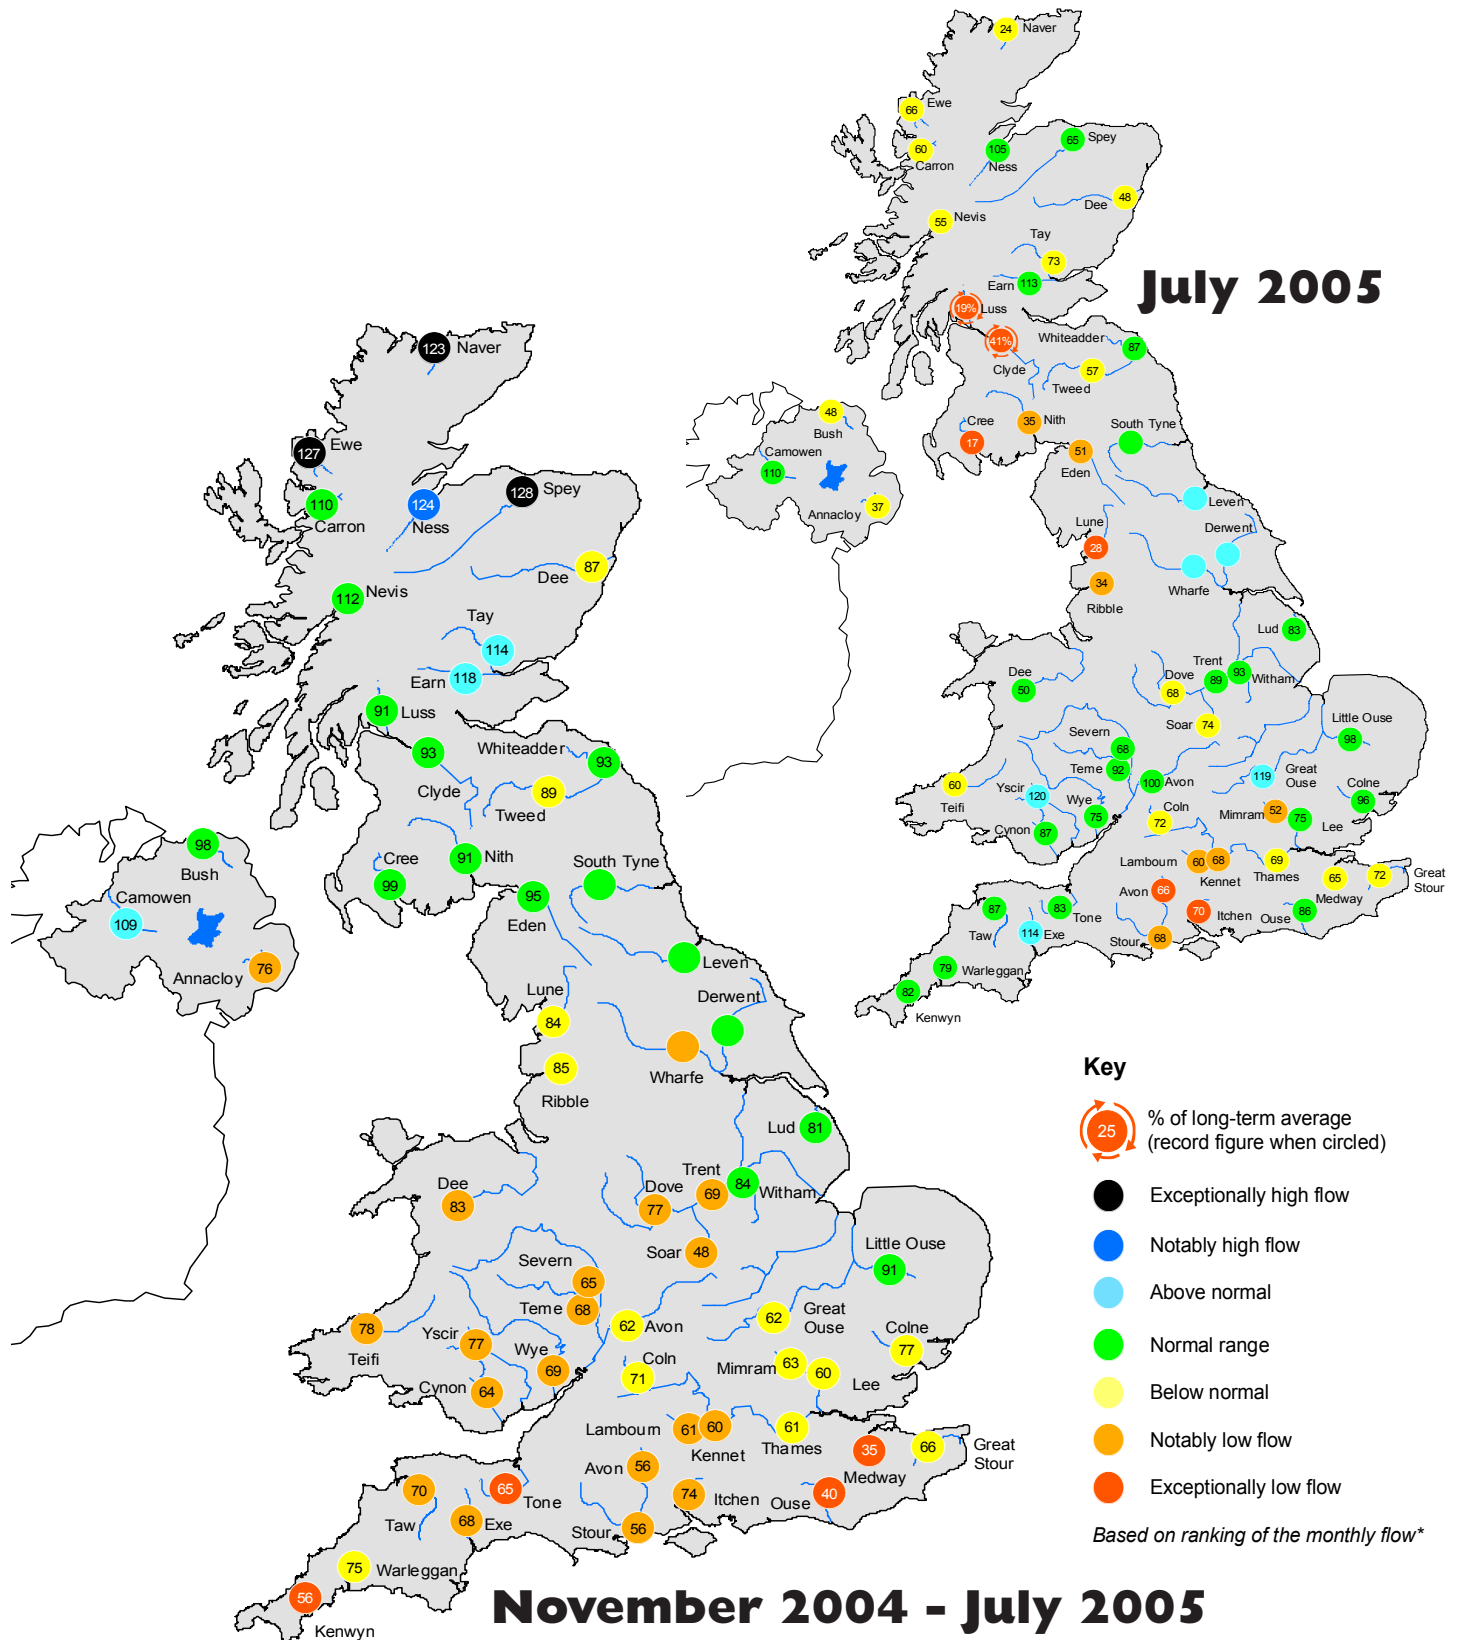 24 Naver
66 Ewe
60
Carron
105
Ness
65 Spey
Dee 48
55 Nevis
Tay
73
Earn 113
July 2005
19% Luss
41%
Clyde
Whiteadder
87
57
Tweed
Cree
17
35 Nith
South Tyne
51
Eden
48
Bush
Camowen
110
Annacloy
37
Leven
Derwent
Wharfe
Lune
28
34
Ribble
Lud 83
Dee
50
Trent
Dove
68
89
93
Witham
Soar 74
Little Ouse
98
Severn
68
Teme 92
100 Avon
119 Great
Ouse
Colne
96
60
Teifi
Yscir
120
Wye
75
Cynon 87
Coln
72
Mimram 52
75
Lee
Lambourn 60 68
Kennet
69
Thames
65
Medway
72 Great
Stour
Avon
66
70 Itchen
Ouse 86
87
Taw
83
Tone
114 Exe
Stour 68
79
Warleggan
82
Kenwyn
123 Naver
Ewe
127
110
Carron
124
Ness
128 Spey
Dee 87
112 Nevis
Tay
114
Earn 118
91 Luss
93
Clyde
Whiteadder
93
89
Tweed
Cree
99
91 Nith
South Tyne
95
Eden
98
Bush
Camowen
109
Annacloy 76
Leven
Derwent
Wharfe
Lune
84
85
Ribble
Lud 81
Dee
83
Trent
Dove
77
69
84
Witham
Soar 48
Little Ouse
91
Severn
65
Teme 68
62 Avon
62 Great
Ouse
Colne
77
78
Teifi
Yscir
77
Wye
69
Cynon 64
Coln
71
Mimram 63
60
Lee
Lambourn 61 60
Kennet
61
Thames
35
Medway
66 Great
Stour
Avon 56
74 Itchen
Ouse 40
70
Taw
65
Tone
68 Exe
Stour 56
75
Warleggan
56
Kenwyn
November 2004 - July 2005
Key
25
% of long-term average
(record figure when circled)
Exceptionally high flow
Notably high flow
Above normal
Normal range
Below normal
Notably low flow
Exceptionally low flow
Based on ranking of the monthly flow*